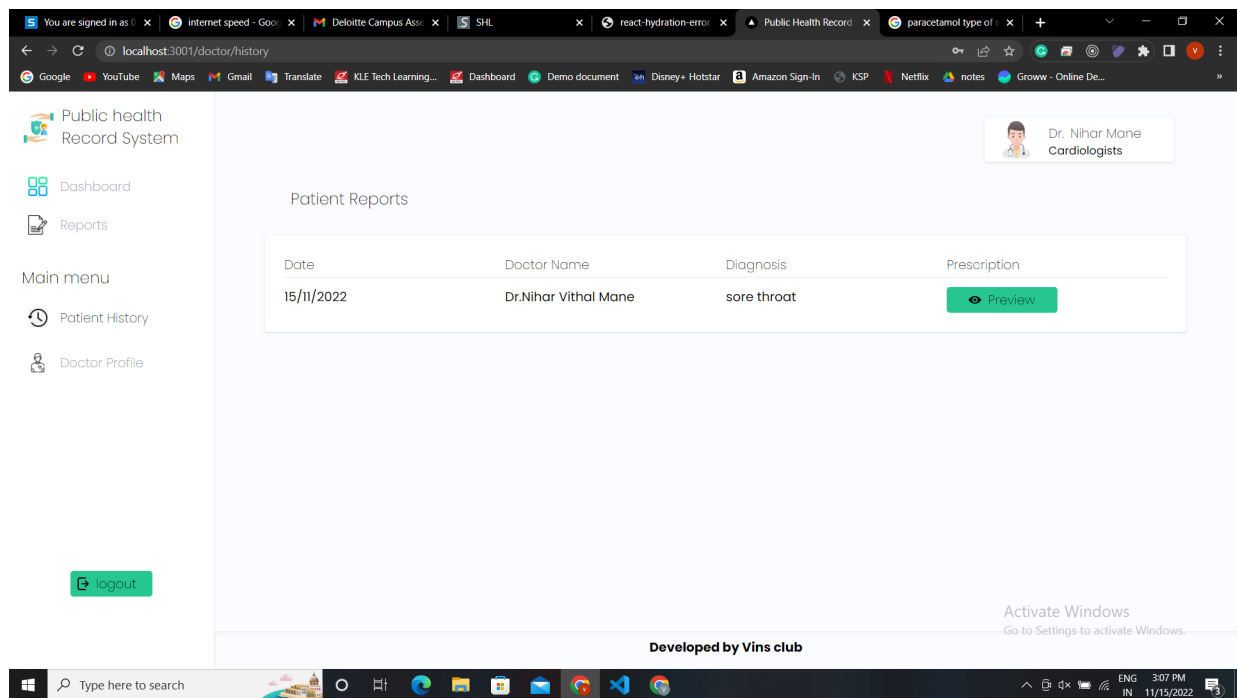 You are signed in as
internet speed - Goog
Deloitte Campus Asse
SHL
react-hydration-error
Public Health Record
paracetamol type of
localhost:3001/doctor/history
Google YouTube Maps Gmail Translate KLE Tech Learning... Dashboard Demo document Disney+ Hotstar Amazon Sign-In KSP Netflix notes Groww - Online De... »
Public health
Record System
Dr. Nihar Mane
Cardiologists
Dashboard
Reports
Patient Reports
Main menu
Patient History
Doctor Profile
Date Doctor Name Diagnosis Prescription
15/11/2022 Dr.Nihar Vithal Mane sore throat Preview
logout
Activate Windows
Go to Settings to activate Windows.
Developed by Vins club
Type here to search
ENG 3:07 PM
IN 11/15/2022
3